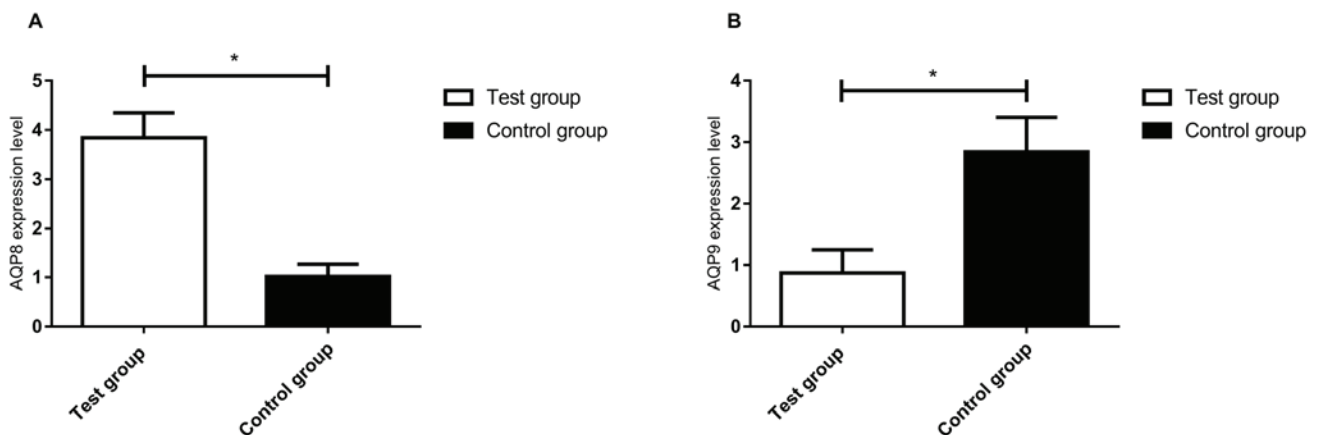 A
*
AQP8 expression level
5
4
3
2
1
0
Test group
Control group
Test group
Control group
B
*
AQP9 expression level
4
3
2
1
0
Test group
Control group
Test group
Control group